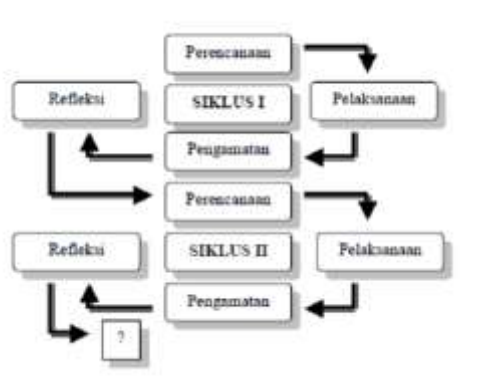 Perencanaan
Refleksi
SIKLUS I
Pelaksanaan
Pengamatan
Perencanaan
Refleksi
SIKLUS II
Pelaksanaan
Pengamatan
?